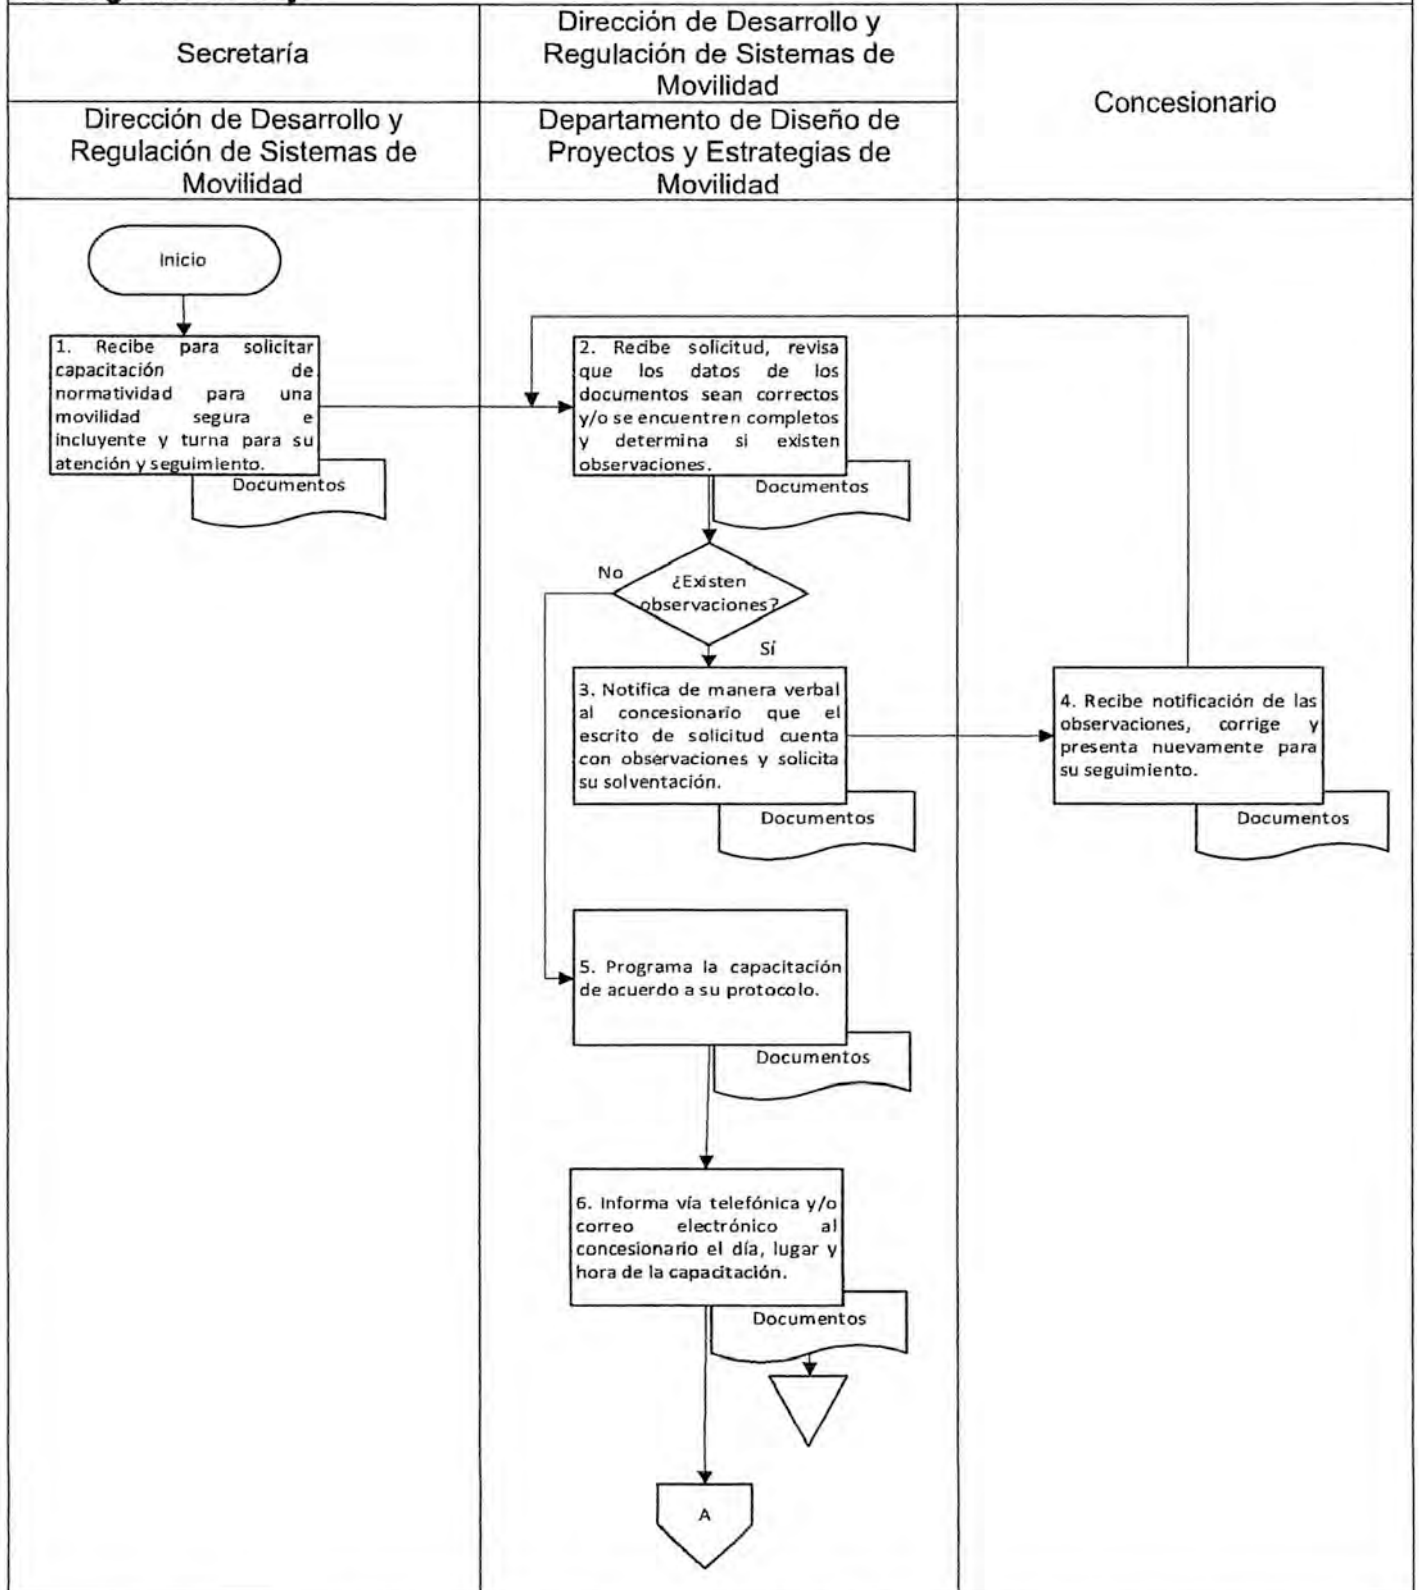 Secretaría
Dirección de Desarrollo y
Regulación de Sistemas de
Movilidad
Dirección de Desarrollo y
Regulación de Sistemas de
Movilidad
Departamento de Diseño de
Proyectos y Estrategias de
Movilidad
Concesionario
Inicio
1. Recibe para solicitar
capacitación de
normatividad para una
movilidad segura e
incluyente y turna para su
atención y seguimiento.
Documentos
2. Recibe solicitud, revisa
que los datos de los
documentos sean correctos
y/o se encuentren completos
y determina si existen
observaciones.
Documentos
No
¿Existen
observaciones?
Sí
3. Notifica de manera verbal
al concesionario que el
escrito de solicitud cuenta
con observaciones y solicita
su solventación.
Documentos
4. Recibe notificación de las
observaciones, corrige y
presenta nuevamente para
su seguimiento.
Documentos
5. Programa la capacitación
de acuerdo a su protocolo.
Documentos
6. Informa vía telefónica y/o
correo electrónico al
concesionario el día, lugar y
hora de la capacitación.
Documentos
A